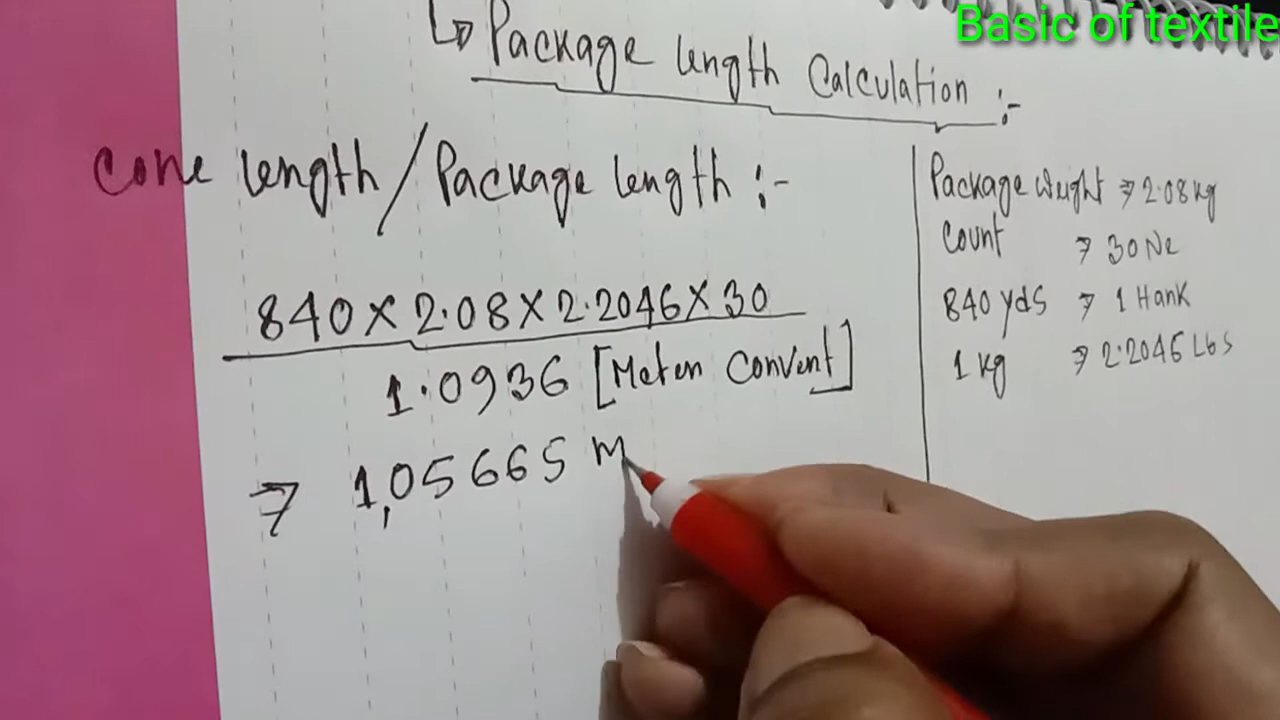 Basic of textile
↳ Package length Calculation :-
Cone length / Package length :-
840 × 2.08 × 2.2046 × 30
1.0936 [Meter Convert]
⇒ 1,05665 m
Package weight ⇒ 2.08 kg
Count ⇒ 30 Ne
840 yds ⇒ 1 Hank
1 kg ⇒ 2.2046 Lbs